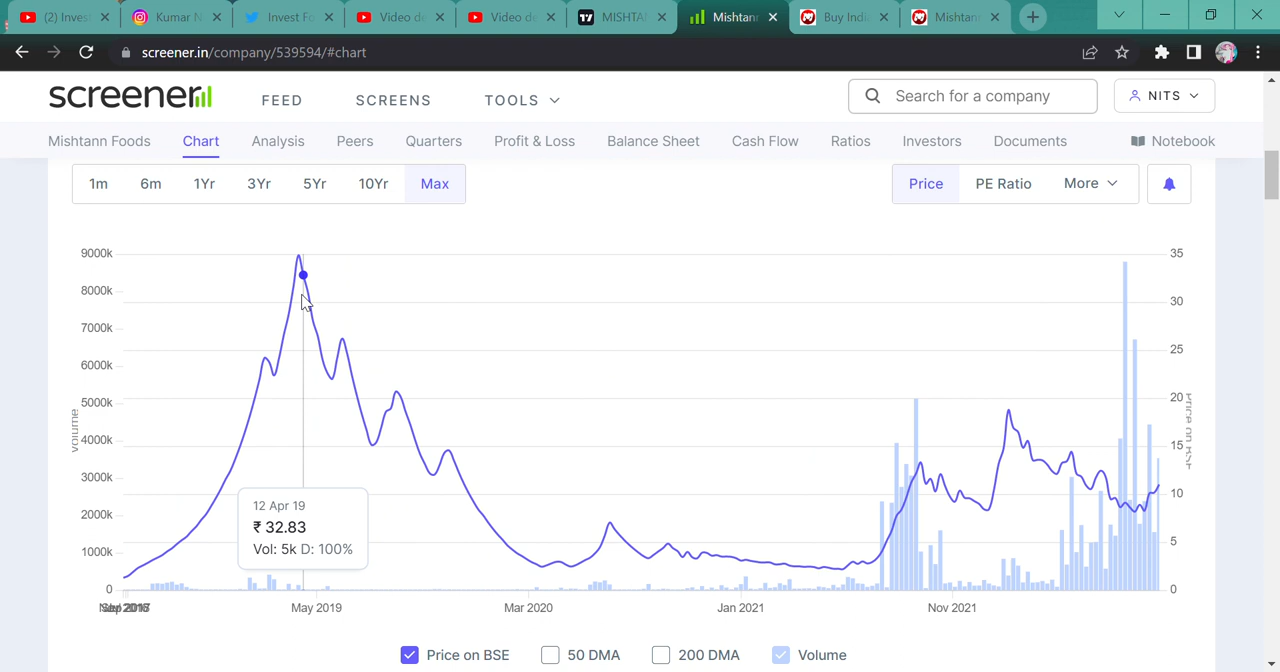 (2) Invest
Kumar N
Invest Fo
Video de
Video de
MISHTA
Mishtann
Buy Indi
Mishtan
screener.in/company/539594/#chart
screener
FEED
SCREENS
TOOLS
Search for a company
NITS
Mishtann Foods
Chart
Analysis
Peers
Quarters
Profit & Loss
Balance Sheet
Cash Flow
Ratios
Investors
Documents
Notebook
1m
6m
1Yr
3Yr
5Yr
10Yr
Max
Price
PE Ratio
More
9000k
8000k
7000k
6000k
5000k
4000k
3000k
2000k
1000k
0
Volume
35
30
25
20
15
10
5
0
Price on BSE
12 Apr 19
₹ 32.83
Vol: 5k D: 100%
May 2019
Mar 2020
Jan 2021
Nov 2021
Price on BSE
50 DMA
200 DMA
Volume